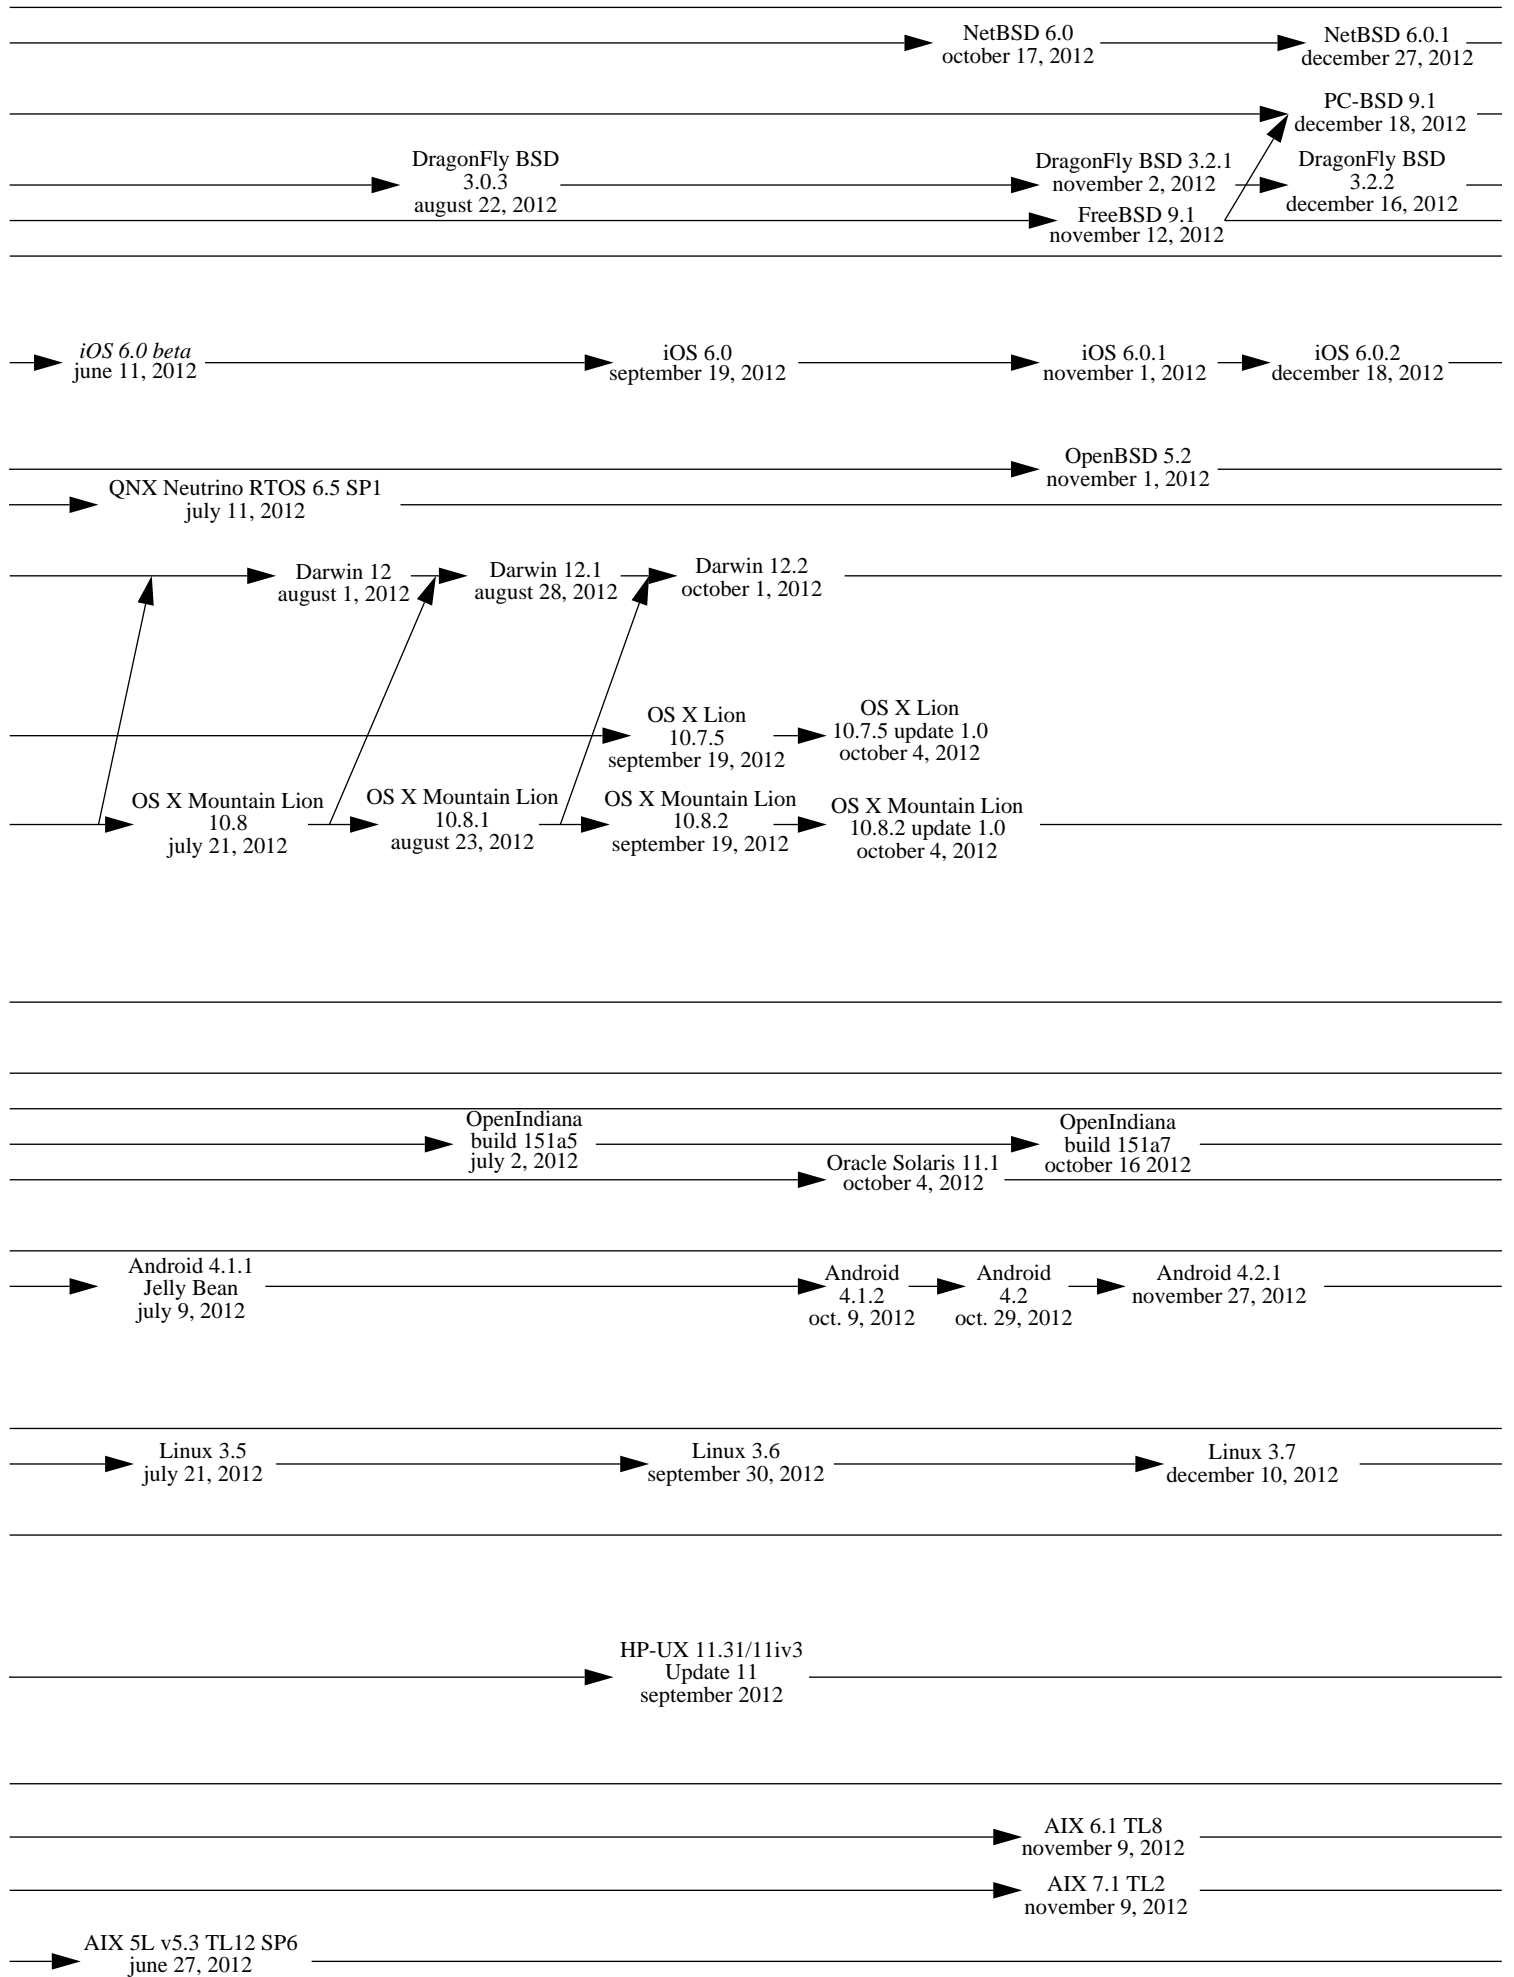 NetBSD 6.0
october 17, 2012
NetBSD 6.0.1
december 27, 2012
PC-BSD 9.1
december 18, 2012
DragonFly BSD
3.0.3
august 22, 2012
DragonFly BSD 3.2.1
november 2, 2012
DragonFly BSD
3.2.2
december 16, 2012
FreeBSD 9.1
november 12, 2012
iOS 6.0 beta
june 11, 2012
iOS 6.0
september 19, 2012
iOS 6.0.1
november 1, 2012
iOS 6.0.2
december 18, 2012
OpenBSD 5.2
november 1, 2012
QNX Neutrino RTOS 6.5 SP1
july 11, 2012
Darwin 12
august 1, 2012
Darwin 12.1
august 28, 2012
Darwin 12.2
october 1, 2012
OS X Lion
10.7.5
september 19, 2012
OS X Lion
10.7.5 update 1.0
october 4, 2012
OS X Mountain Lion
10.8
july 21, 2012
OS X Mountain Lion
10.8.1
august 23, 2012
OS X Mountain Lion
10.8.2
september 19, 2012
OS X Mountain Lion
10.8.2 update 1.0
october 4, 2012
OpenIndiana
build 151a5
july 2, 2012
OpenIndiana
build 151a7
october 16 2012
Oracle Solaris 11.1
october 4, 2012
Android 4.1.1
Jelly Bean
july 9, 2012
Android
4.1.2
oct. 9, 2012
Android
4.2
oct. 29, 2012
Android 4.2.1
november 27, 2012
Linux 3.5
july 21, 2012
Linux 3.6
september 30, 2012
Linux 3.7
december 10, 2012
HP-UX 11.31/11iv3
Update 11
september 2012
AIX 6.1 TL8
november 9, 2012
AIX 7.1 TL2
november 9, 2012
AIX 5L v5.3 TL12 SP6
june 27, 2012